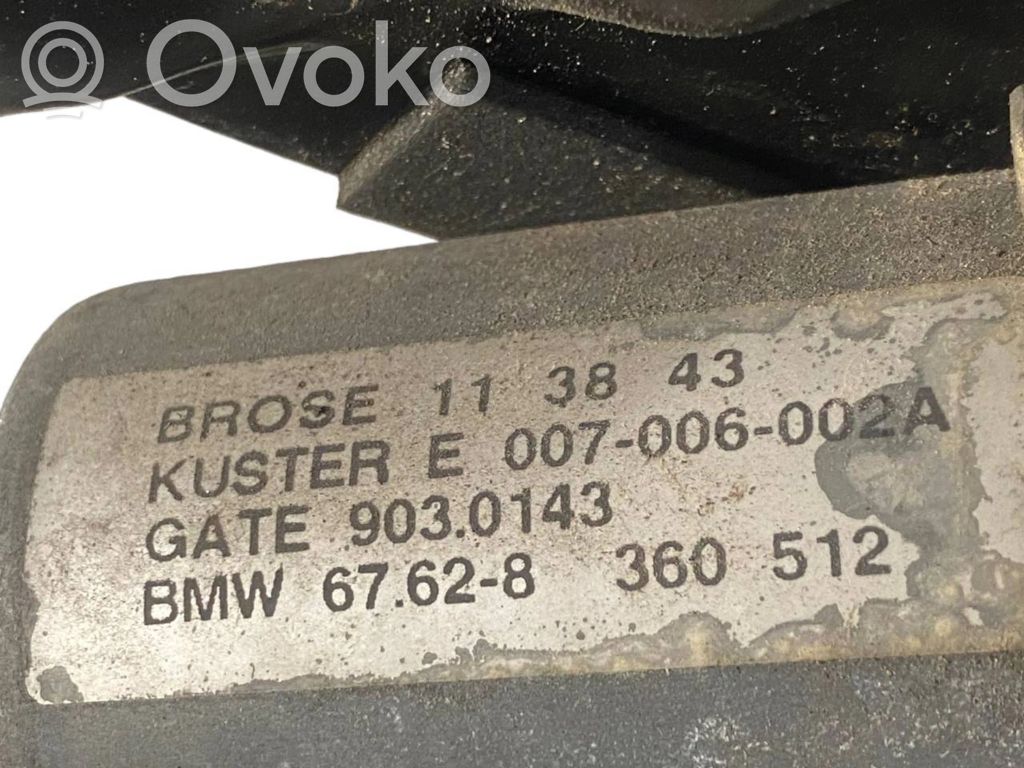 Ovoko
BROSE 11 38 43
KUSTER E 007-006-002A
GATE 903.0143
BMW 67.62-8 360 512